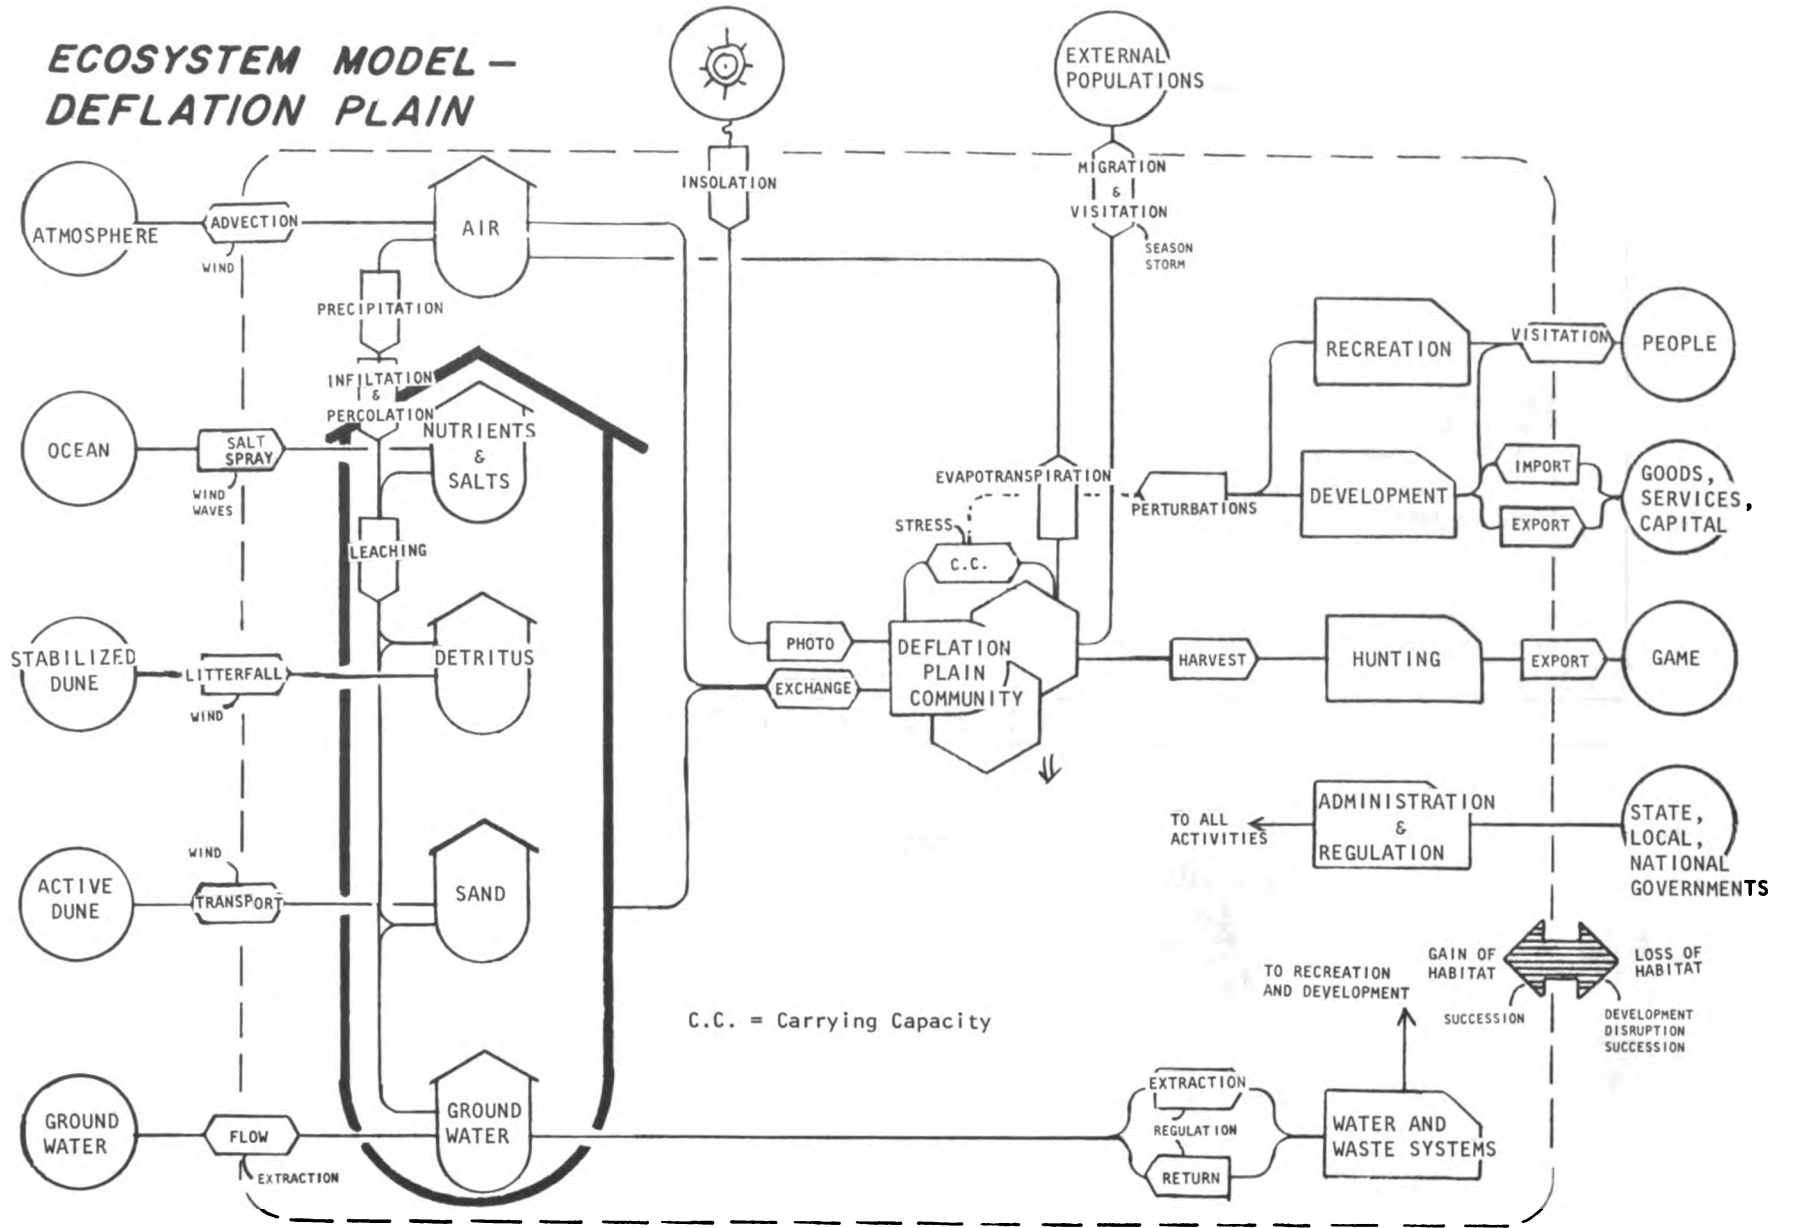 ECOSYSTEM MODEL —
DEFLATION PLAIN
EXTERNAL
POPULATIONS
INSOLATION
MIGRATION
&
VISITATION
SEASON
STORM
ATMOSPHERE
ADVECTION
WIND
AIR
PRECIPITATION
INFILTATION
&
PERCOLATION
OCEAN
SALT
SPRAY
WIND
WAVES
NUTRIENTS
&
SALTS
LEACHING
STABILIZED
DUNE
LITTERFALL
WIND
DETRITUS
ACTIVE
DUNE
WIND
TRANSPORT
SAND
GROUND
WATER
FLOW
EXTRACTION
GROUND
WATER
EVAPOTRANSPIRATION
STRESS
C.C.
PERTURBATIONS
PHOTO
EXCHANGE
DEFLATION
PLAIN
COMMUNITY
RECREATION
VISITATION
PEOPLE
DEVELOPMENT
IMPORT
EXPORT
GOODS,
SERVICES,
CAPITAL
HARVEST
HUNTING
EXPORT
GAME
TO ALL
ACTIVITIES
ADMINISTRATION
&
REGULATION
STATE,
LOCAL,
NATIONAL
GOVERNMENTS
GAIN OF
HABITAT
LOSS OF
HABITAT
SUCCESSION
DEVELOPMENT
DISRUPTION
SUCCESSION
TO RECREATION
AND DEVELOPMENT
C.C. = Carrying Capacity
EXTRACTION
REGULATION
RETURN
WATER AND
WASTE SYSTEMS